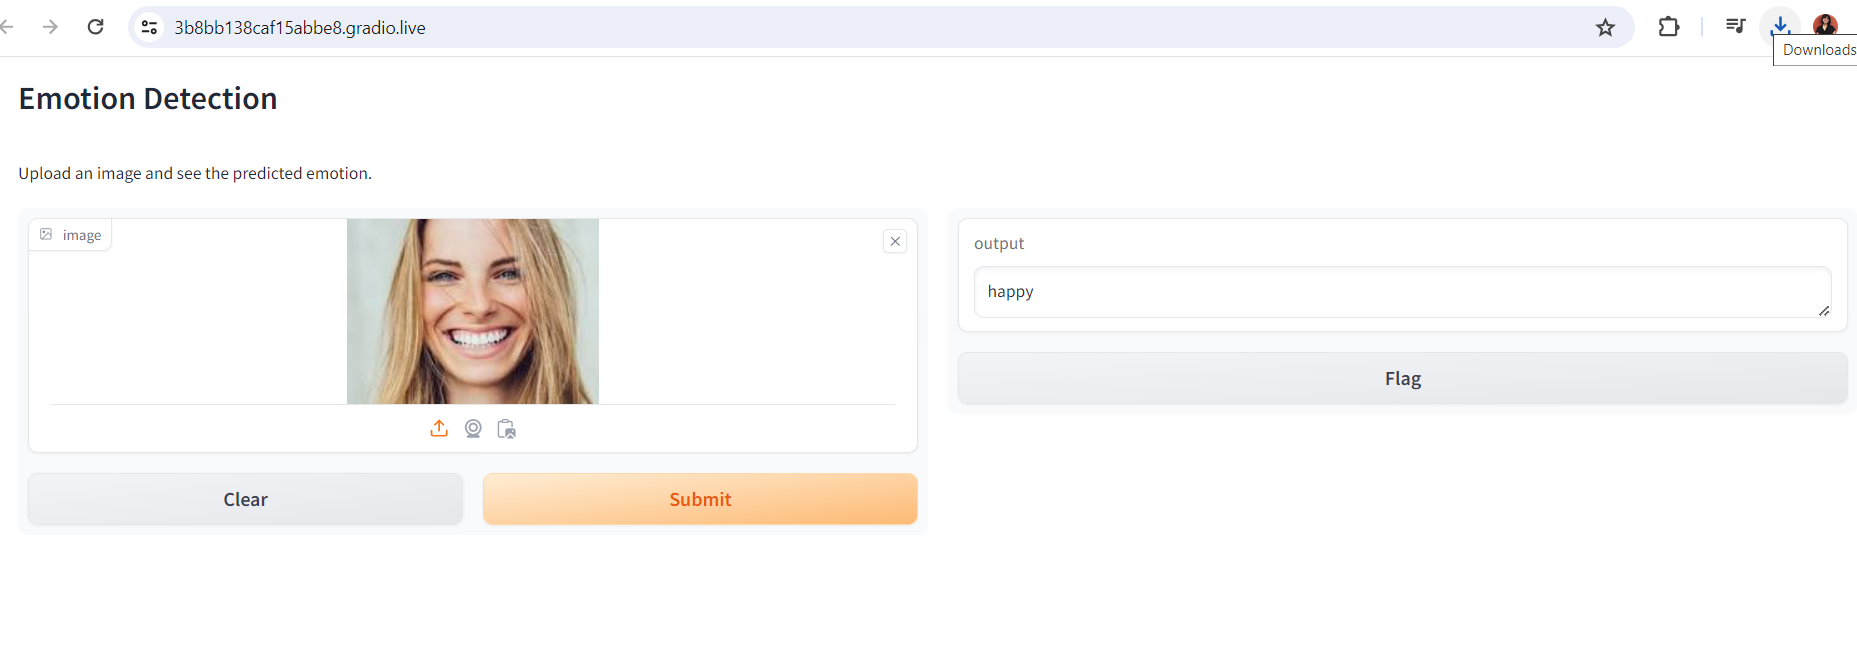 3b8bb138caf15abbe8.gradio.live
Downloads
Emotion Detection
Upload an image and see the predicted emotion.
image
output
happy
Flag
Clear
Submit